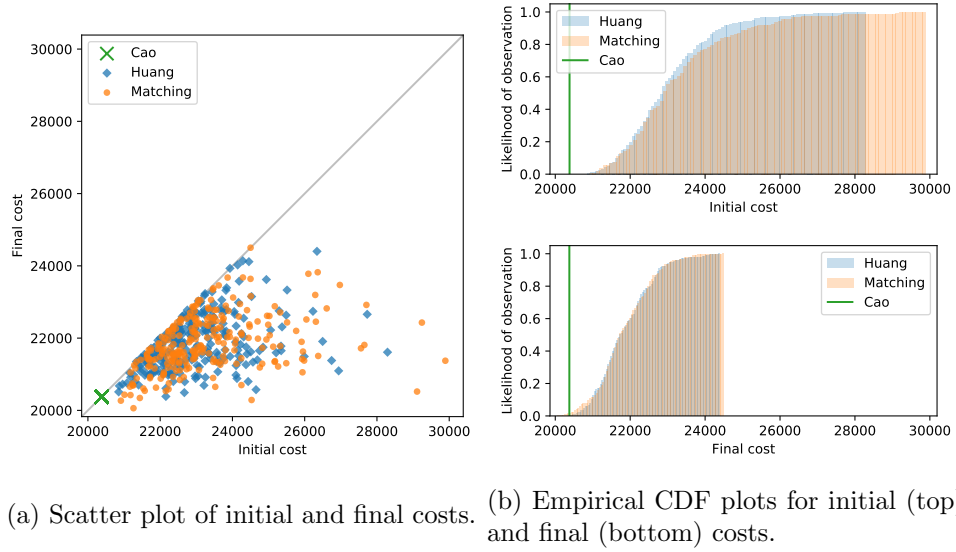 30000
28000
26000
24000
22000
20000
Final cost
Cao
Huang
Matching
20000 22000 24000 26000 28000 30000
Initial cost
1.0
0.8
0.6
0.4
0.2
0.0
Likelihood of observation
Huang
Matching
Cao
20000 22000 24000 26000 28000 30000
Initial cost
1.0
0.8
0.6
0.4
0.2
0.0
Likelihood of observation
Huang
Matching
Cao
20000 22000 24000 26000 28000 30000
Final cost
(a) Scatter plot of initial and final costs.
(b) Empirical CDF plots for initial (top
and final (bottom) costs.